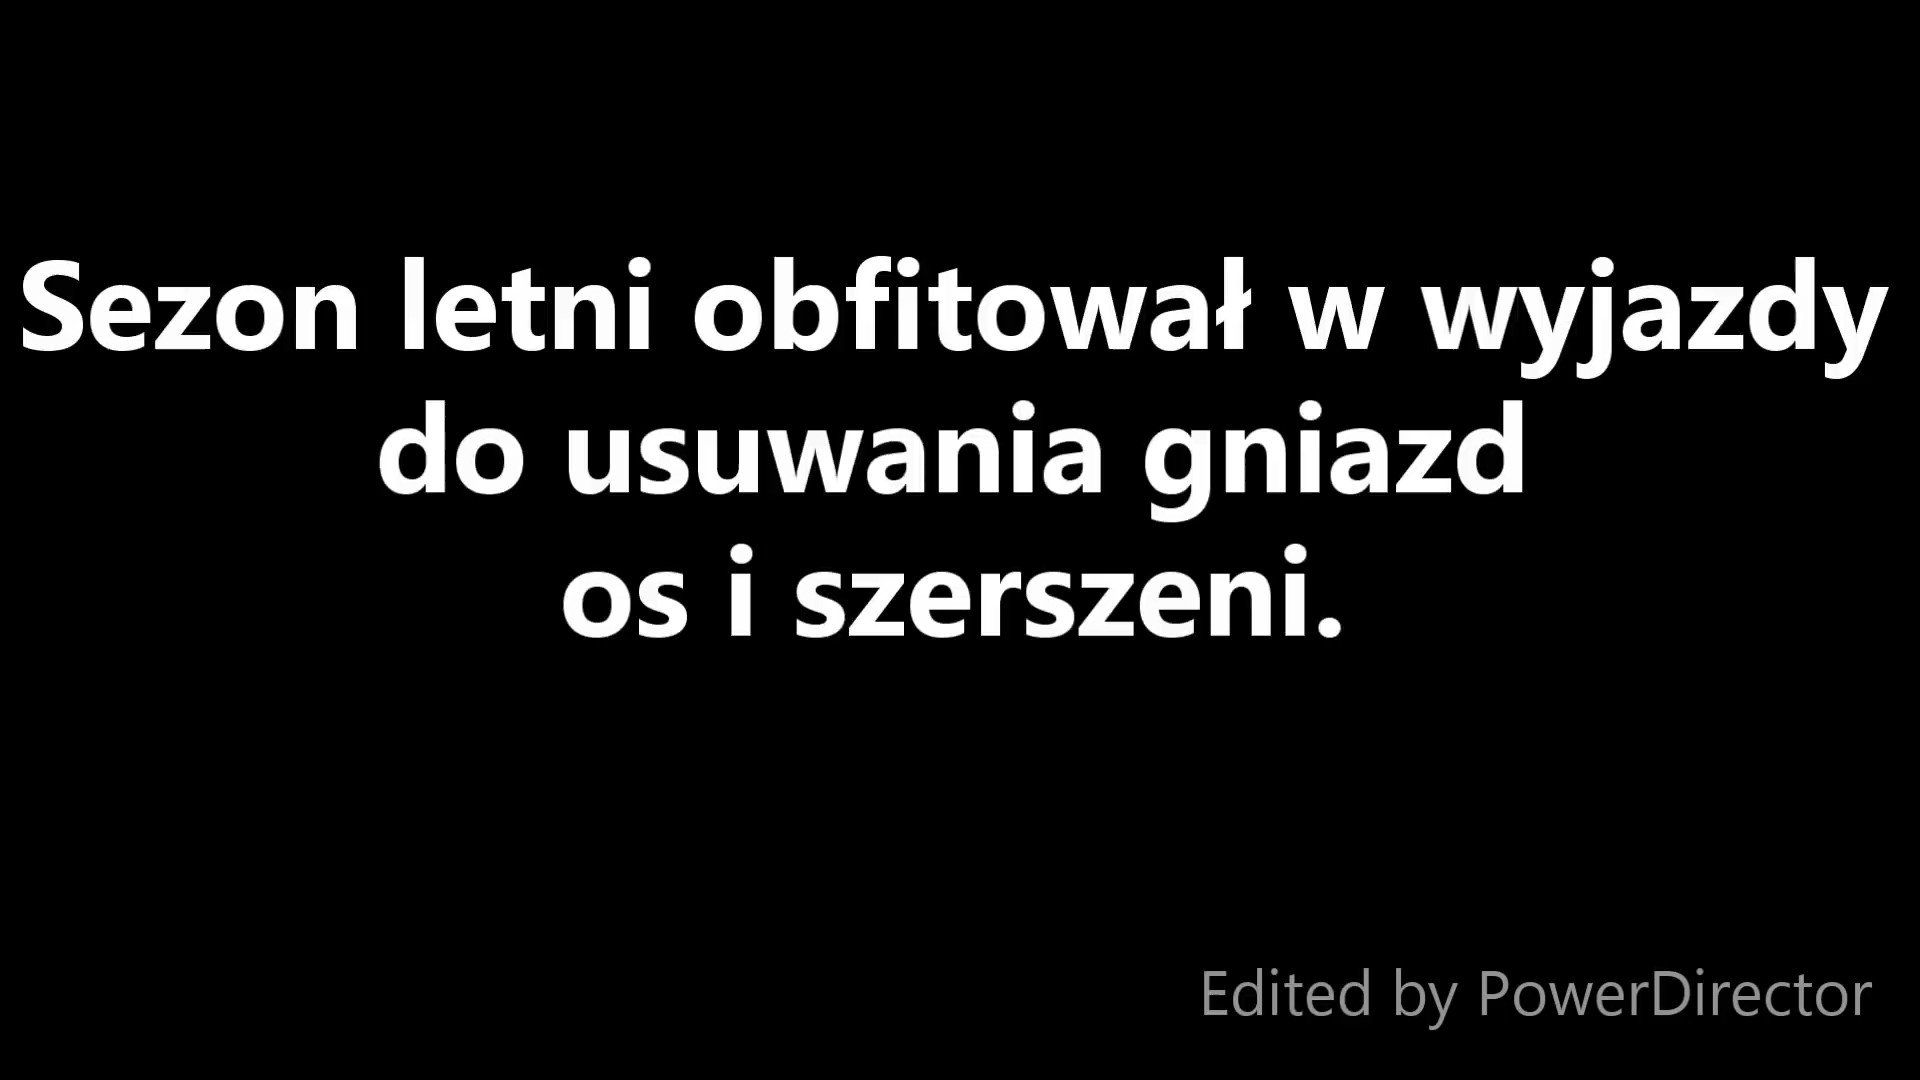 Sezon letni obfitował w wyjazdy
do usuwania gniazd
os i szerszeni.
Edited by PowerDirector